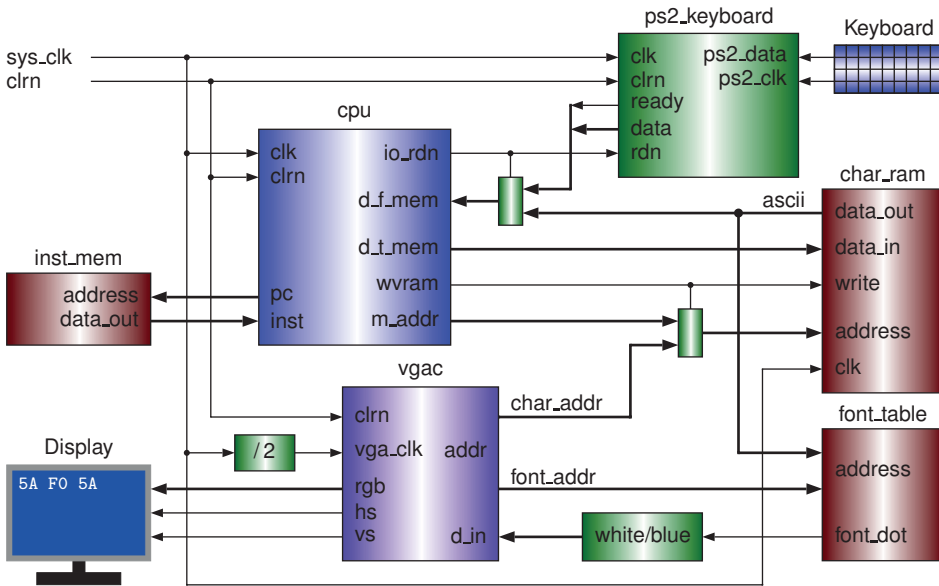 ps2_keyboard
Keyboard
sys_clk
clrn
clk
clrn
ready
data
rdn
ps2_data
ps2_clk
cpu
clk
clrn
io_rdn
d_f_mem
d_t_mem
wvram
m_addr
pc
inst
char_ram
ascii
data_out
data_in
write
address
clk
inst_mem
address
data_out
vgac
clrn
vga_clk
rgb
hs
vs
addr
d_in
char_addr
font_addr
/ 2
white/blue
font_table
address
font_dot
Display
5A F0 5A